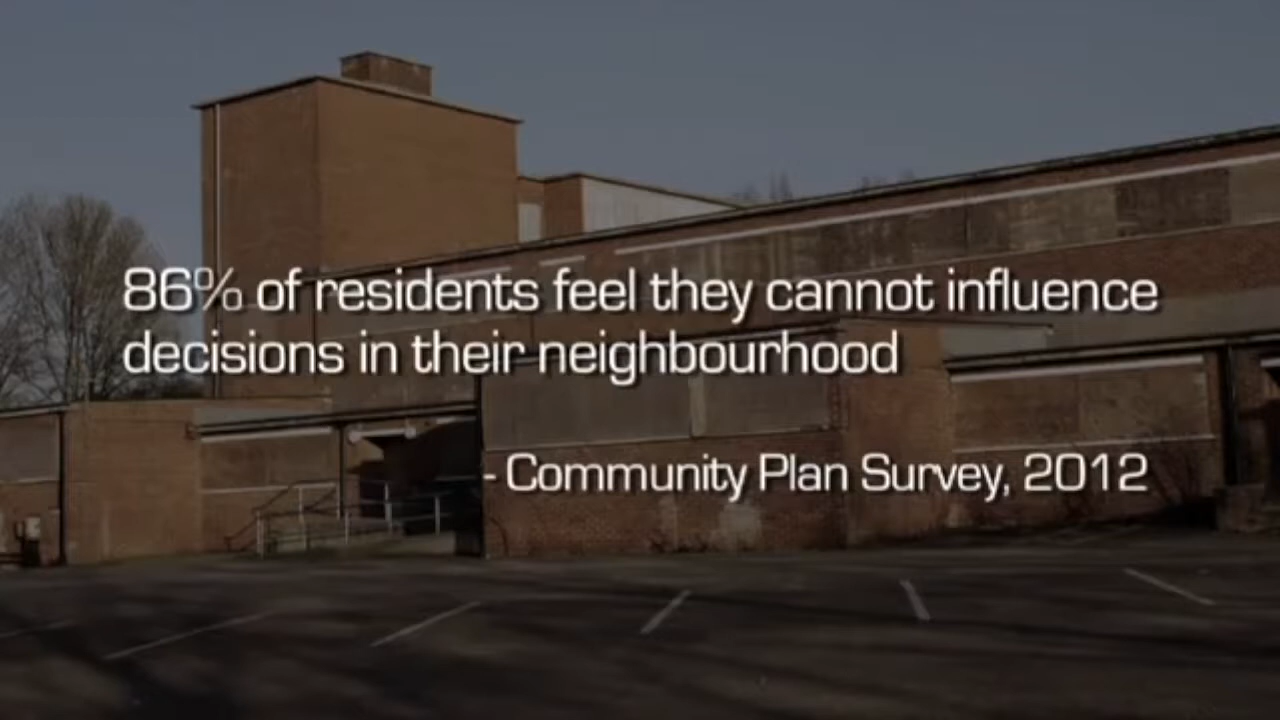 86% of residents feel they cannot influence
decisions in their neighbourhood
- Community Plan Survey, 2012